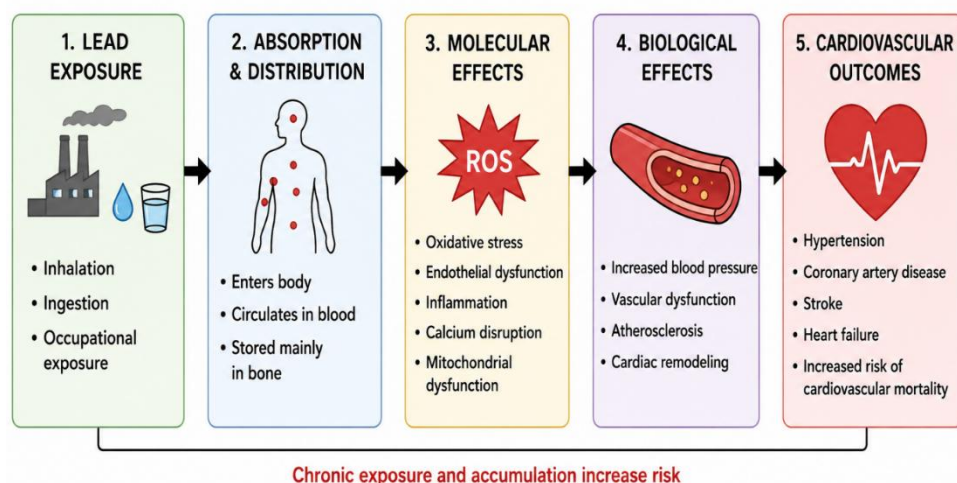 1. LEAD
EXPOSURE
• Inhalation
• Ingestion
• Occupational
exposure
2. ABSORPTION
& DISTRIBUTION
• Enters body
• Circulates in blood
• Stored mainly
in bone
3. MOLECULAR
EFFECTS
ROS
• Oxidative stress
• Endothelial dysfunction
• Inflammation
• Calcium disruption
• Mitochondrial
dysfunction
4. BIOLOGICAL
EFFECTS
• Increased blood pressure
• Vascular dysfunction
• Atherosclerosis
• Cardiac remodeling
5. CARDIOVASCULAR
OUTCOMES
• Hypertension
• Coronary artery disease
• Stroke
• Heart failure
• Increased risk of
cardiovascular mortality
Chronic exposure and accumulation increase risk